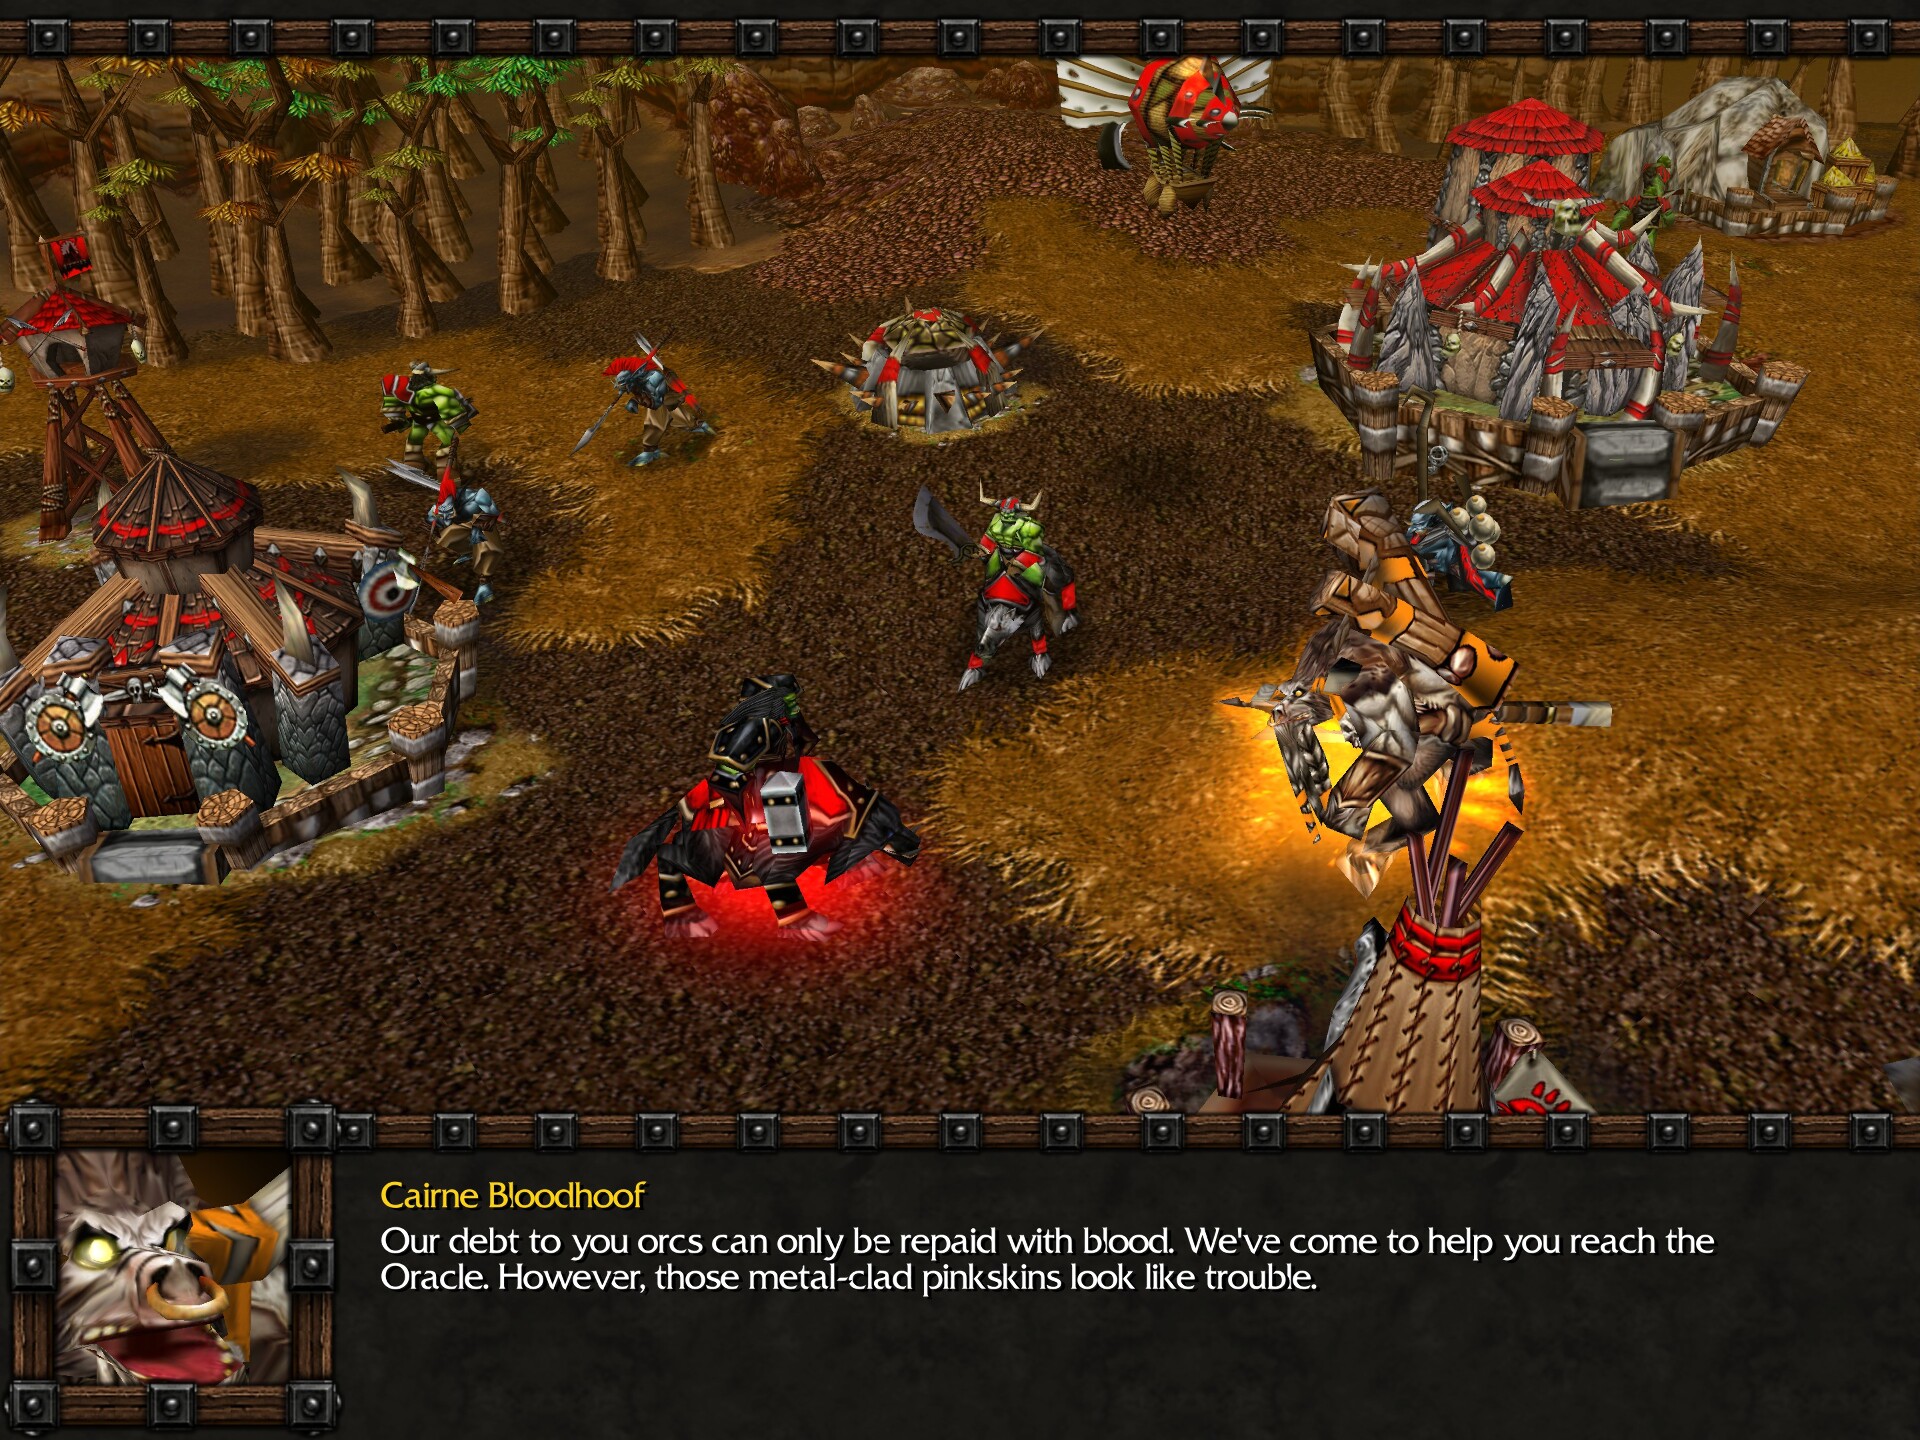 Cairne Bloodhoof
Our debt to you orcs can only be repaid with blood. We've come to help you reach the
Oracle. However, those metal-clad pinkskins look like trouble.